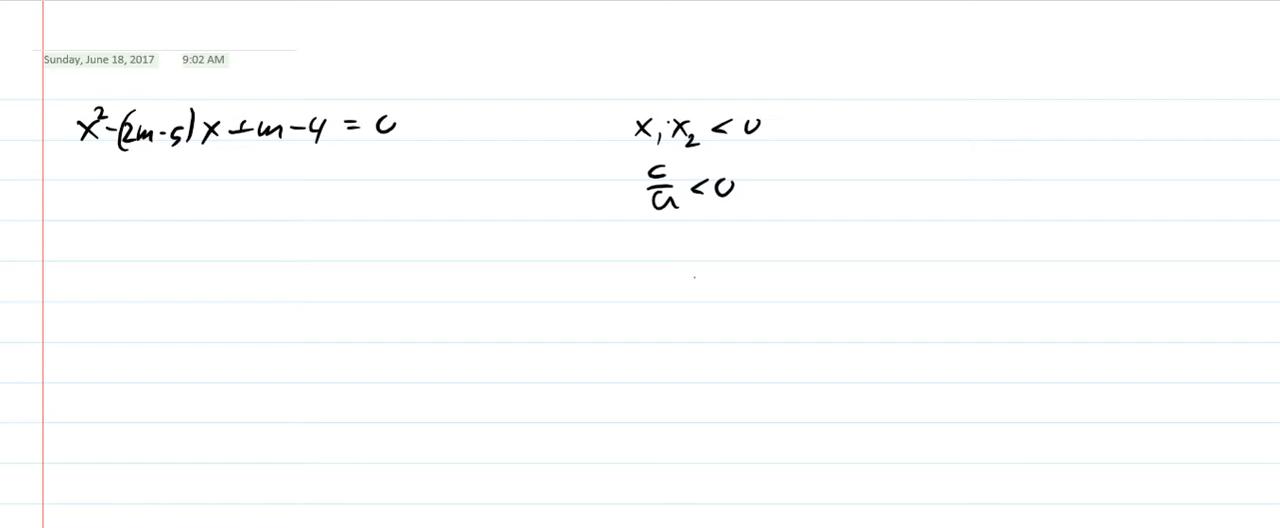 Sunday, June 18, 2017 9:02 AM
x²-(2m-5)x+m-4=0
x₁·x₂<0
c/a<0